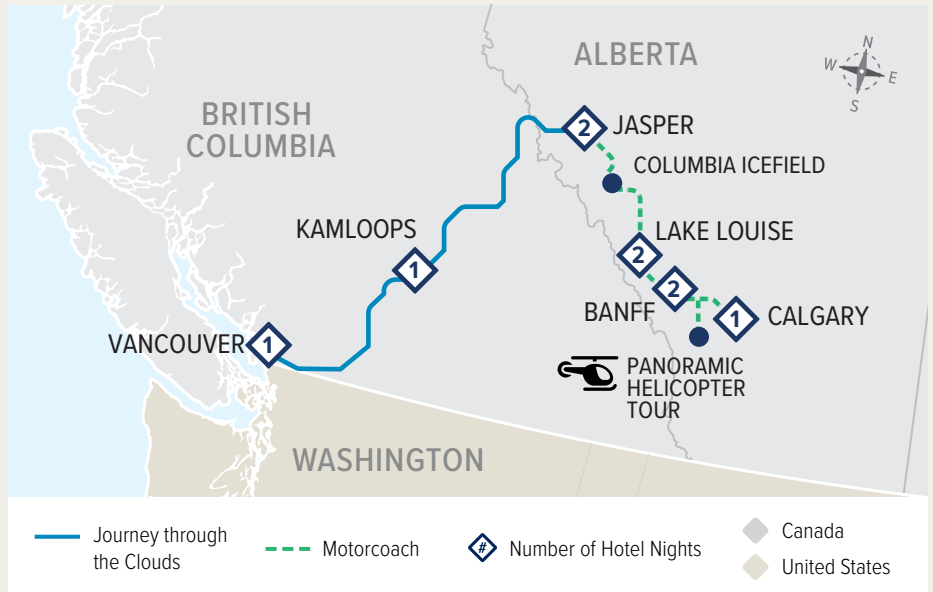 ALBERTA
N
W
E
S
BRITISH
COLUMBIA
2
JASPER
COLUMBIA ICEFIELD
KAMLOOPS
1
LAKE LOUISE
2
2
BANFF
1
CALGARY
VANCOUVER
1
PANORAMIC
HELICOPTER
TOUR
WASHINGTON
Journey through
the Clouds
Motorcoach
#
Number of Hotel Nights
Canada
United States